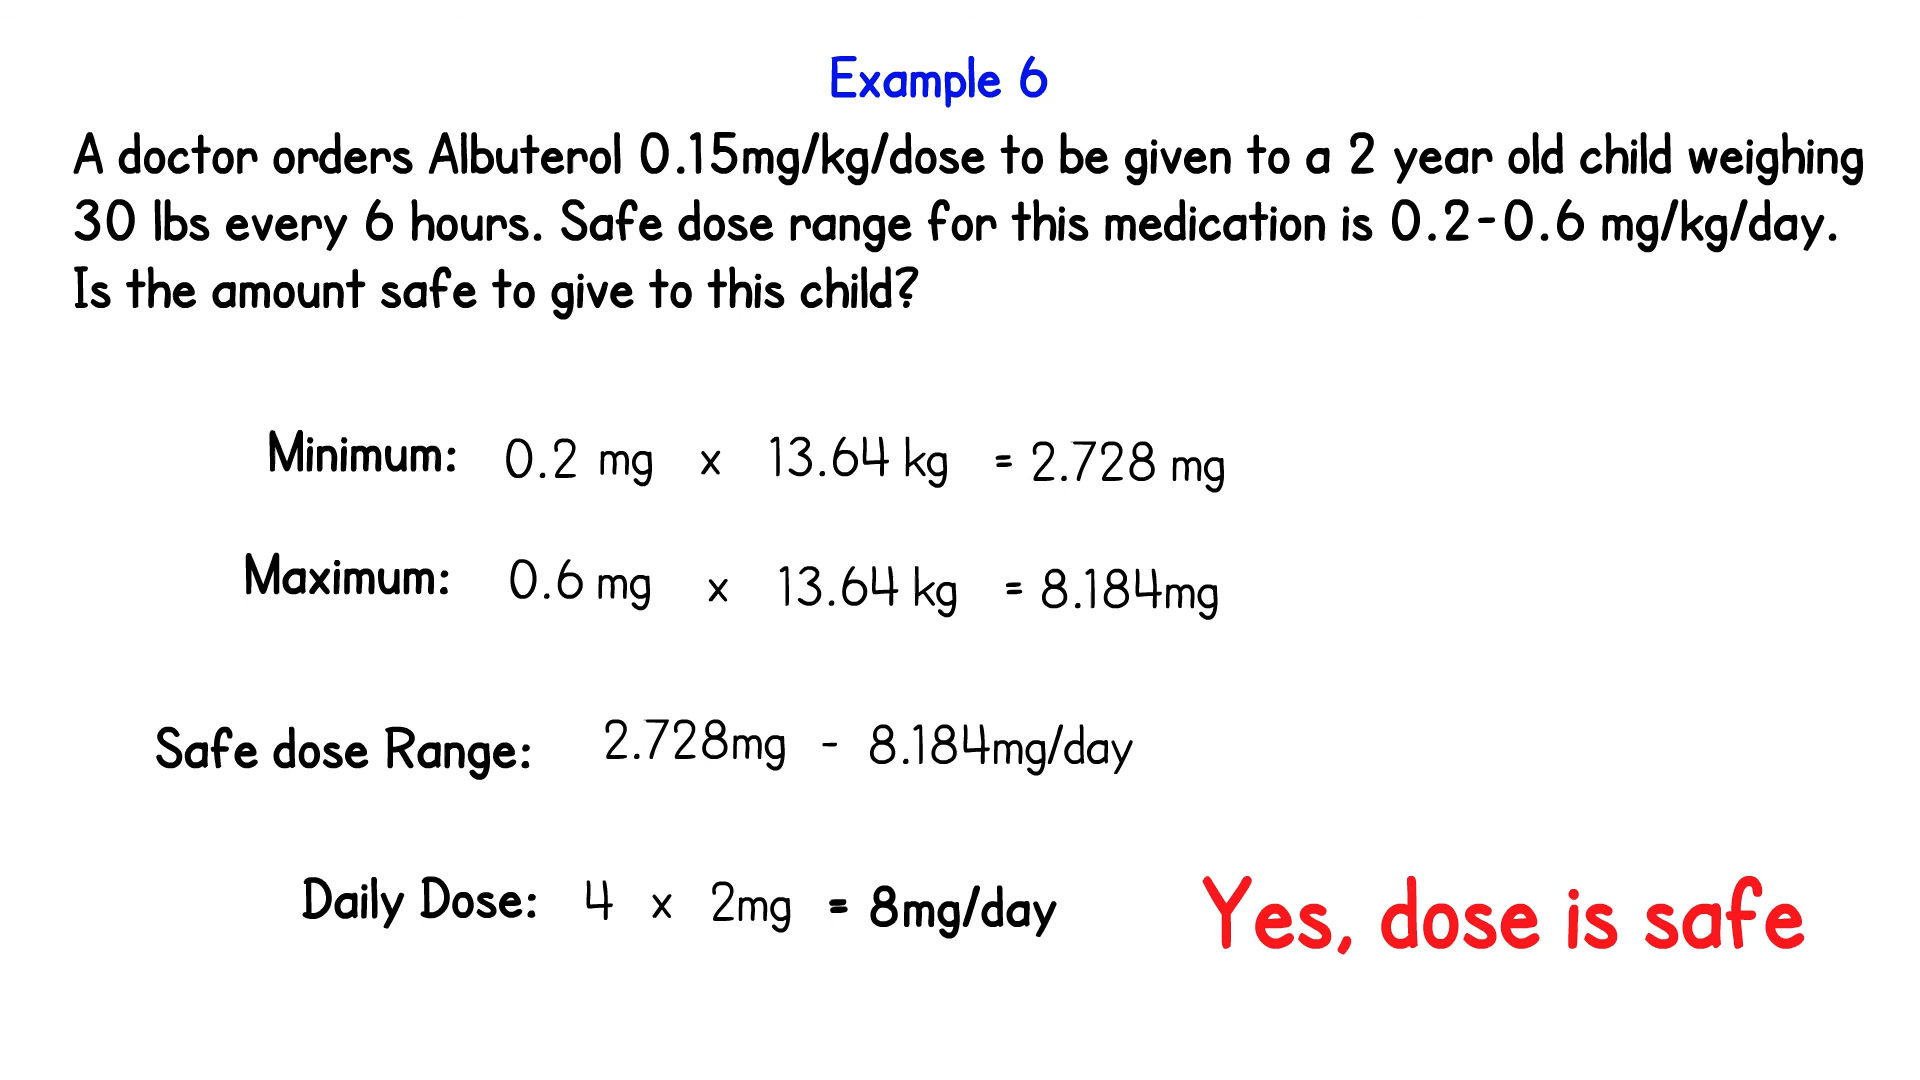 Example 6
A doctor orders Albuterol 0.15mg/kg/dose to be given to a 2 year old child weighing
30 lbs every 6 hours. Safe dose range for this medication is 0.2-0.6 mg/kg/day.
Is the amount safe to give to this child?
Minimum: 0.2 mg x 13.64 kg = 2.728 mg
Maximum: 0.6 mg x 13.64 kg = 8.184mg
Safe dose Range: 2.728mg - 8.184mg/day
Daily Dose: 4 x 2mg = 8mg/day
Yes, dose is safe